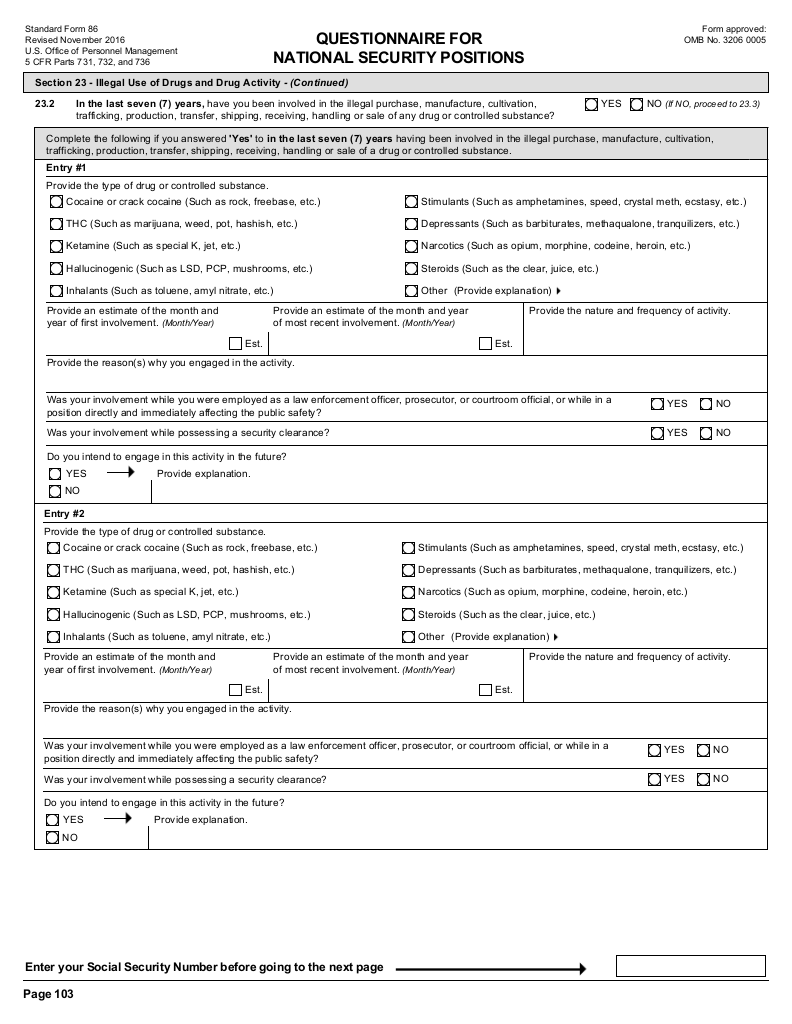 Standard Form 86
Revised November 2016
U.S. Office of Personnel Management
5 CFR Parts 731, 732, and 736
QUESTIONNAIRE FOR
NATIONAL SECURITY POSITIONS
Form approved:
OMB No. 3206 0005
Section 23 - Illegal Use of Drugs and Drug Activity - (Continued)
23.2 In the last seven (7) years, have you been involved in the illegal purchase, manufacture, cultivation, YES NO (If NO, proceed to 23.3)
trafficking, production, transfer, shipping, receiving, handling or sale of any drug or controlled substance?
Complete the following if you answered 'Yes' to in the last seven (7) years having been involved in the illegal purchase, manufacture, cultivation,
trafficking, production, transfer, shipping, receiving, handling or sale of a drug or controlled substance.
Entry #1
Provide the type of drug or controlled substance.
Cocaine or crack cocaine (Such as rock, freebase, etc.) Stimulants (Such as amphetamines, speed, crystal meth, ecstasy, etc.)
THC (Such as marijuana, weed, pot, hashish, etc.) Depressants (Such as barbiturates, methaqualone, tranquilizers, etc.)
Ketamine (Such as special K, jet, etc.) Narcotics (Such as opium, morphine, codeine, heroin, etc.)
Hallucinogenic (Such as LSD, PCP, mushrooms, etc.) Steroids (Such as the clear, juice, etc.)
Inhalants (Such as toluene, amyl nitrate, etc.) Other (Provide explanation)
Provide an estimate of the month and
year of first involvement. (Month/Year)
Est.
Provide an estimate of the month and year
of most recent involvement. (Month/Year)
Est.
Provide the nature and frequency of activity.
Provide the reason(s) why you engaged in the activity.
Was your involvement while you were employed as a law enforcement officer, prosecutor, or courtroom official, or while in a YES NO
position directly and immediately affecting the public safety?
Was your involvement while possessing a security clearance? YES NO
Do you intend to engage in this activity in the future?
YES Provide explanation.
NO
Entry #2
Provide the type of drug or controlled substance.
Cocaine or crack cocaine (Such as rock, freebase, etc.) Stimulants (Such as amphetamines, speed, crystal meth, ecstasy, etc.)
THC (Such as marijuana, weed, pot, hashish, etc.) Depressants (Such as barbiturates, methaqualone, tranquilizers, etc.)
Ketamine (Such as special K, jet, etc.) Narcotics (Such as opium, morphine, codeine, heroin, etc.)
Hallucinogenic (Such as LSD, PCP, mushrooms, etc.) Steroids (Such as the clear, juice, etc.)
Inhalants (Such as toluene, amyl nitrate, etc.) Other (Provide explanation)
Provide an estimate of the month and
year of first involvement. (Month/Year)
Est.
Provide an estimate of the month and year
of most recent involvement. (Month/Year)
Est.
Provide the nature and frequency of activity.
Provide the reason(s) why you engaged in the activity.
Was your involvement while you were employed as a law enforcement officer, prosecutor, or courtroom official, or while in a YES NO
position directly and immediately affecting the public safety?
Was your involvement while possessing a security clearance? YES NO
Do you intend to engage in this activity in the future?
YES Provide explanation.
NO
Enter your Social Security Number before going to the next page
Page 103